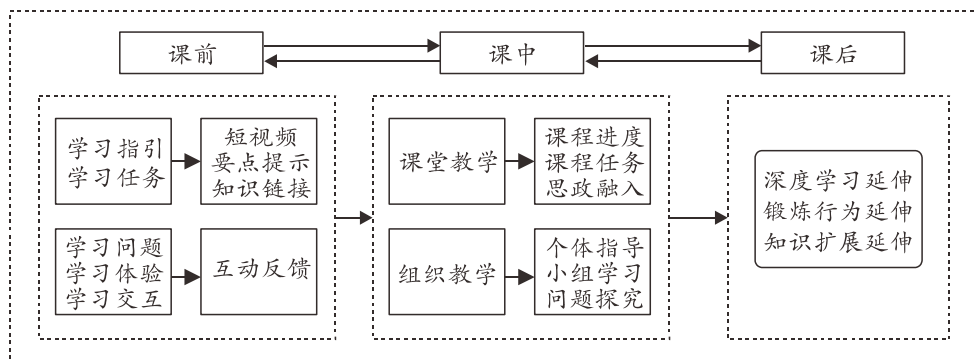 课前
课中
课后
学习指引
学习任务
短视频
要点提示
知识链接
学习问题
学习体验
学习交互
互动反馈
课堂教学
课程进度
课程任务
思政融入
组织教学
个体指导
小组学习
问题探究
深度学习延伸
锻炼行为延伸
知识扩展延伸